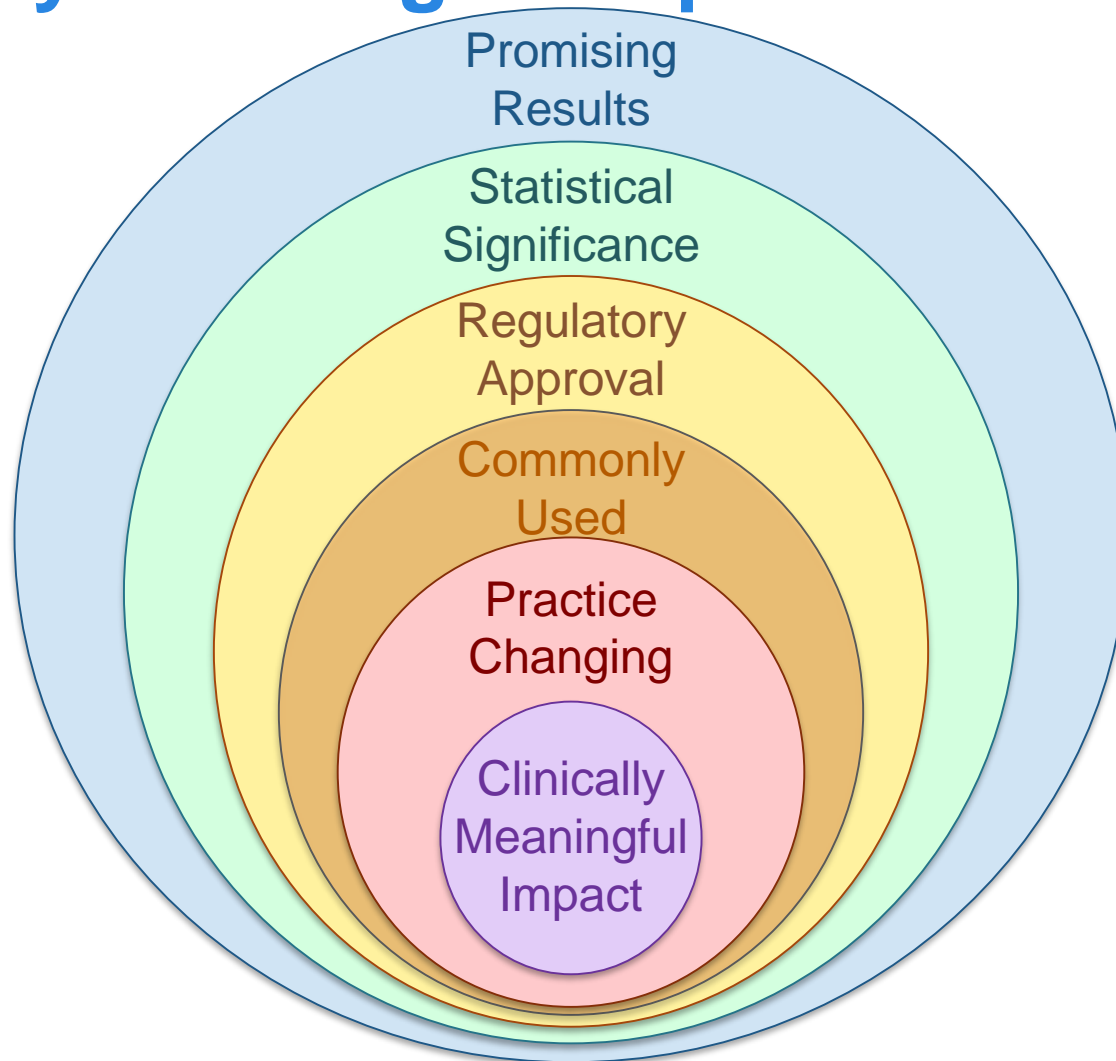 Promising
Results
Statistical
Significance
Regulatory
Approval
Commonly
Used
Practice
Changing
Clinically
Meaningful
Impact